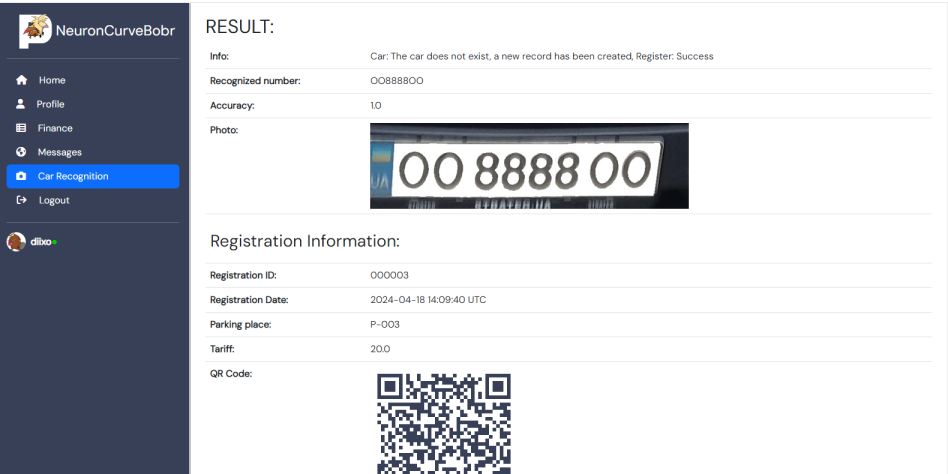 NeuronCurveBobr
Home
Profile
Finance
Messages
Car Recognition
Logout
diixo
RESULT:
Info: Car: The car does not exist, a new record has been created, Register: Success
Recognized number: OO8888OO
Accuracy: 1.0
Photo:
UA OO 8888 OO
Registration Information:
Registration ID: 000003
Registration Date: 2024-04-18 14:09:40 UTC
Parking place: P-003
Tariff: 20.0
QR Code: